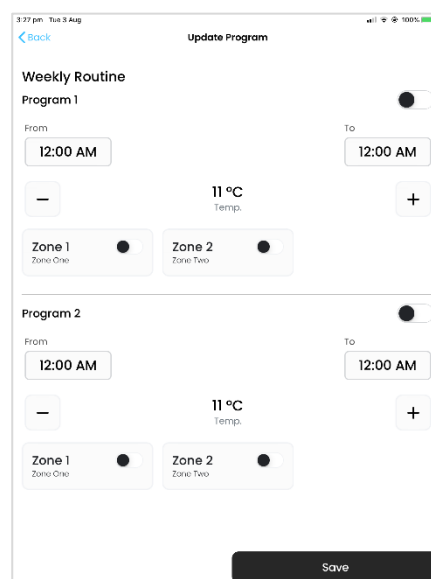 3:27 pm Tue 3 Aug 100%
Back Update Program
Weekly Routine
Program 1
From To
12:00 AM 12:00 AM
− 11 °C +
Temp.
Zone 1 Zone 2
Zone One Zone Two
Program 2
From To
12:00 AM 12:00 AM
− 11 °C +
Temp.
Zone 1 Zone 2
Zone One Zone Two
Save